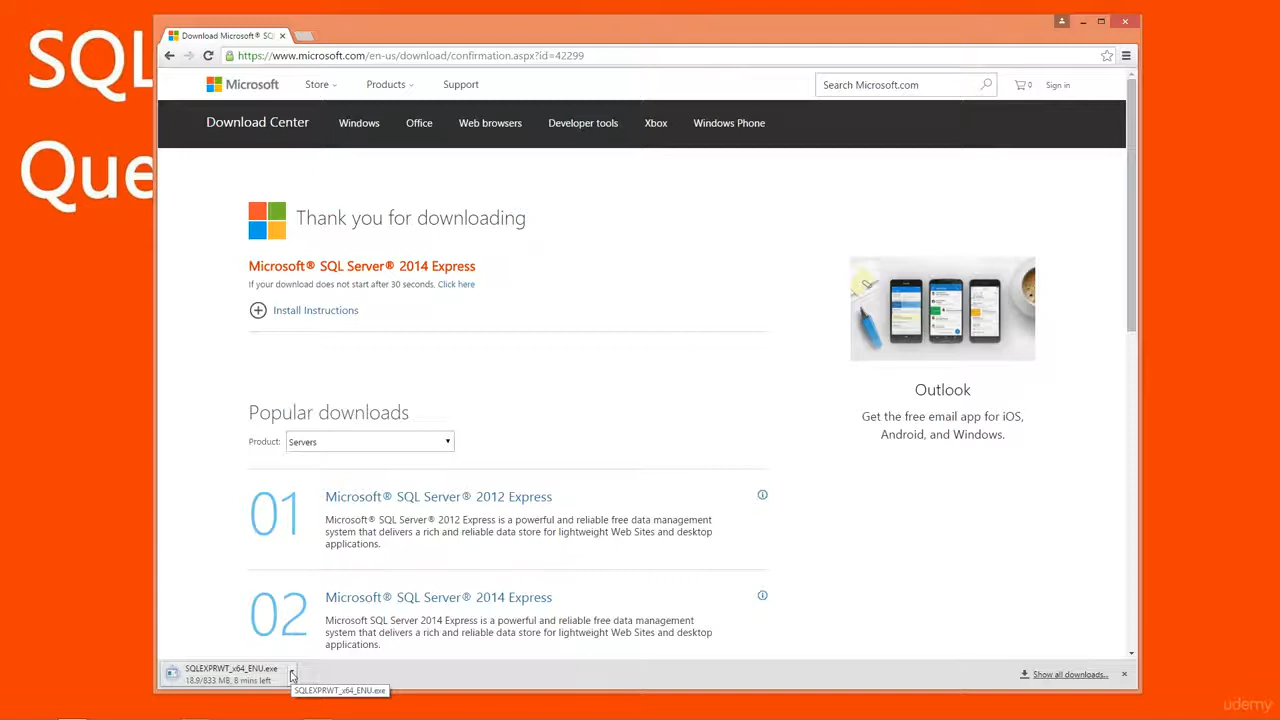 SQL
Que
Download Microsoft® SQ
https://www.microsoft.com/en-us/download/confirmation.aspx?id=42299
Microsoft
Store
Products
Support
Search Microsoft.com
0
Sign in
Download Center
Windows
Office
Web browsers
Developer tools
Xbox
Windows Phone
Thank you for downloading
Microsoft® SQL Server® 2014 Express
If your download does not start after 30 seconds, Click here
Install Instructions
Outlook
Get the free email app for iOS,
Android, and Windows.
Popular downloads
Product: Servers
01
Microsoft® SQL Server® 2012 Express
Microsoft® SQL Server® 2012 Express is a powerful and reliable free data management
system that delivers a rich and reliable data store for lightweight Web Sites and desktop
applications.
02
Microsoft® SQL Server® 2014 Express
Microsoft SQL Server 2014 Express is a powerful and reliable free data management
system that delivers a rich and reliable data store for lightweight Web Sites and desktop
applications.
SQLEXPRWT_x64_ENU.exe
18.9/833 MB, 8 mins left
SQLEXPRWT_x64_ENU.exe
Show all downloads...
udemy